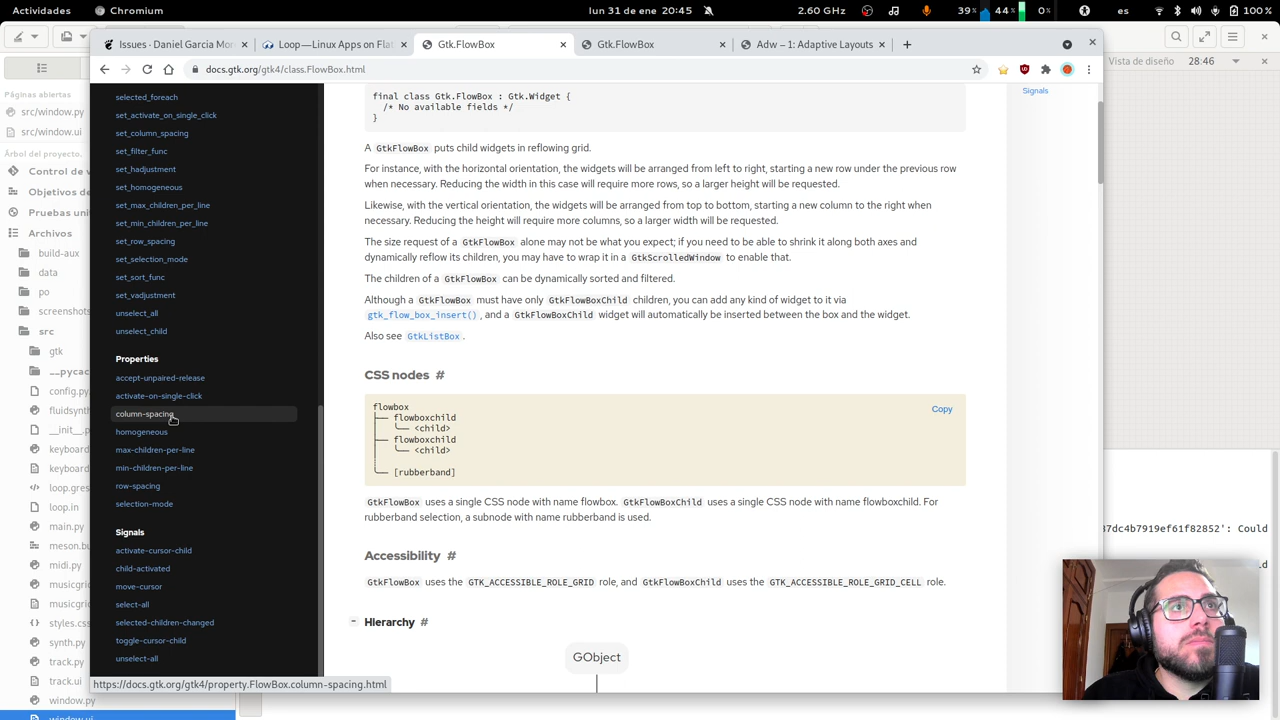 Actividades
Chromium
lun 31 de ene 20:45
2.60 GHz
39°
44
0%
es
100 %
Issues · Daniel Garcia Mor
Loop — Linux Apps on Flat
Gtk.FlowBox
Gtk.FlowBox
Adw – 1: Adaptive Layouts
docs.gtk.org/gtk4/class.FlowBox.html
Vista de diseño
28:46
Páginas abiertas
src/window.py
src/window.ui
Árbol del proyecto.
Control de v
Objetivos de
Pruebas unit
Archivos
build-aux
data
po
screenshots
src
gtk
__pycac
config.py.
fluidsynth
__init__.p
keyboard
keyboard
loop.gres
loop.in
main.py
meson.bu
midi.py
musicgrid
musicgrid
styles.css
synth.py
track.py
track.ui
window.py
window.ui
selected_foreach
set_activate_on_single_click
set_column_spacing
set_filter_func
set_hadjustment
set_homogeneous
set_max_children_per_line
set_min_children_per_line
set_row_spacing
set_selection_mode
set_sort_func
set_vadjustment
unselect_all
unselect_child
Properties
accept-unpaired-release
activate-on-single-click
column-spacing
homogeneous
max-children-per-line
min-children-per-line
row-spacing
selection-mode
Signals
activate-cursor-child
child-activated
move-cursor
select-all
selected-children-changed
toggle-cursor-child
unselect-all
https://docs.gtk.org/gtk4/property.FlowBox.column-spacing.html
final class Gtk.FlowBox : Gtk.Widget {
/* No available fields */
}
A GtkFlowBox puts child widgets in reflowing grid.
For instance, with the horizontal orientation, the widgets will be arranged from left to right, starting a new row under the previous row
when necessary. Reducing the width in this case will require more rows, so a larger height will be requested.
Likewise, with the vertical orientation, the widgets will be arranged from top to bottom, starting a new column to the right when
necessary. Reducing the height will require more columns, so a larger width will be requested.
The size request of a GtkFlowBox alone may not be what you expect; if you need to be able to shrink it along both axes and
dynamically reflow its children, you may have to wrap it in a GtkScrolledWindow to enable that.
The children of a GtkFlowBox can be dynamically sorted and filtered.
Although a GtkFlowBox must have only GtkFlowBoxChild children, you can add any kind of widget to it via
gtk_flow_box_insert(), and a GtkFlowBoxChild widget will automatically be inserted between the box and the widget.
Also see GtkListBox.
CSS nodes #
flowbox
├── flowboxchild
│ ╰── <child>
├── flowboxchild
│ ╰── <child>
┊
╰── [rubberband]
Copy
GtkFlowBox uses a single CSS node with name flowbox. GtkFlowBoxChild uses a single CSS node with name flowboxchild. For
rubberband selection, a subnode with name rubberband is used.
Accessibility #
GtkFlowBox uses the GTK_ACCESSIBLE_ROLE_GRID role, and GtkFlowBoxChild uses the GTK_ACCESSIBLE_ROLE_GRID_CELL role.
− Hierarchy #
GObject
Signals
37dc4b7919ef61f82852': Could